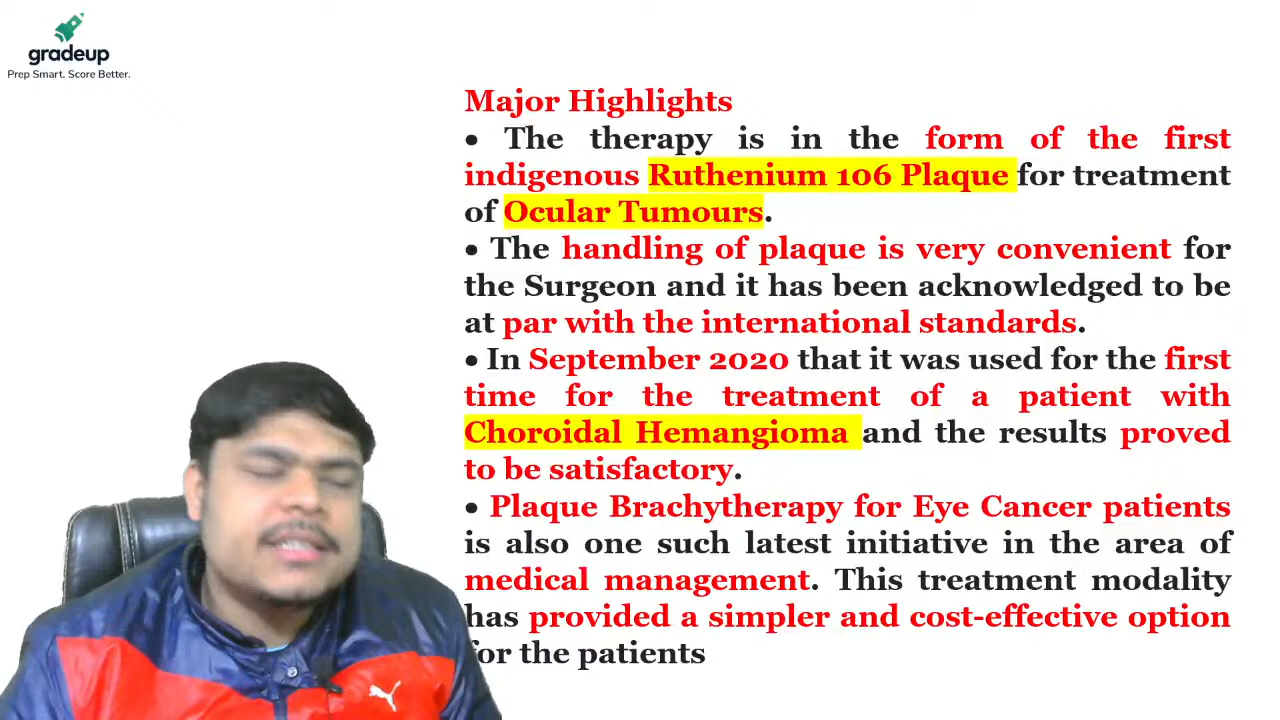 gradeup
Prep Smart. Score Better.
Major Highlights
• The therapy is in the form of the first
indigenous Ruthenium 106 Plaque for treatment
of Ocular Tumours.
• The handling of plaque is very convenient for
the Surgeon and it has been acknowledged to be
at par with the international standards.
• In September 2020 that it was used for the first
time for the treatment of a patient with
Choroidal Hemangioma and the results proved
to be satisfactory.
• Plaque Brachytherapy for Eye Cancer patients
is also one such latest initiative in the area of
medical management. This treatment modality
has provided a simpler and cost-effective option
for the patients